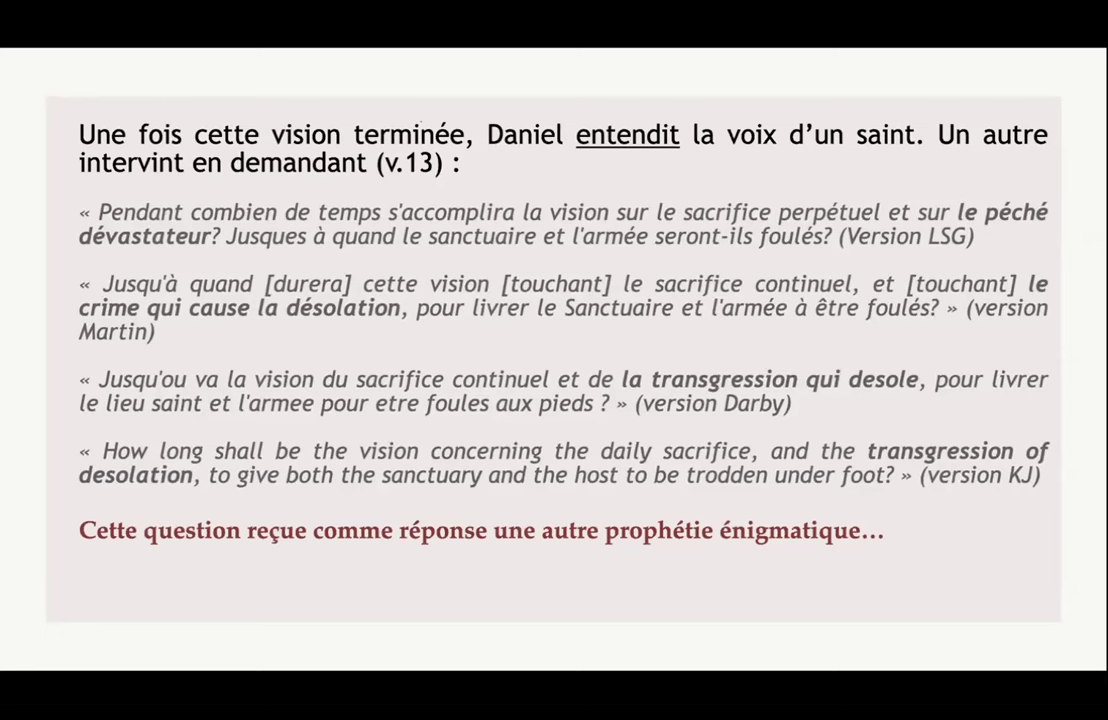 Une fois cette vision terminée, Daniel entendit la voix d’un saint. Un autre
intervint en demandant (v.13) :
« Pendant combien de temps s'accomplira la vision sur le sacrifice perpétuel et sur le péché
dévastateur? Jusques à quand le sanctuaire et l'armée seront-ils foulés? (Version LSG)
« Jusqu'à quand [durera] cette vision [touchant] le sacrifice continuel, et [touchant] le
crime qui cause la désolation, pour livrer le Sanctuaire et l'armée à être foulés? » (version
Martin)
« Jusqu'ou va la vision du sacrifice continuel et de la transgression qui desole, pour livrer
le lieu saint et l'armee pour etre foules aux pieds ? » (version Darby)
« How long shall be the vision concerning the daily sacrifice, and the transgression of
desolation, to give both the sanctuary and the host to be trodden under foot? » (version KJ)
Cette question reçue comme réponse une autre prophétie énigmatique…